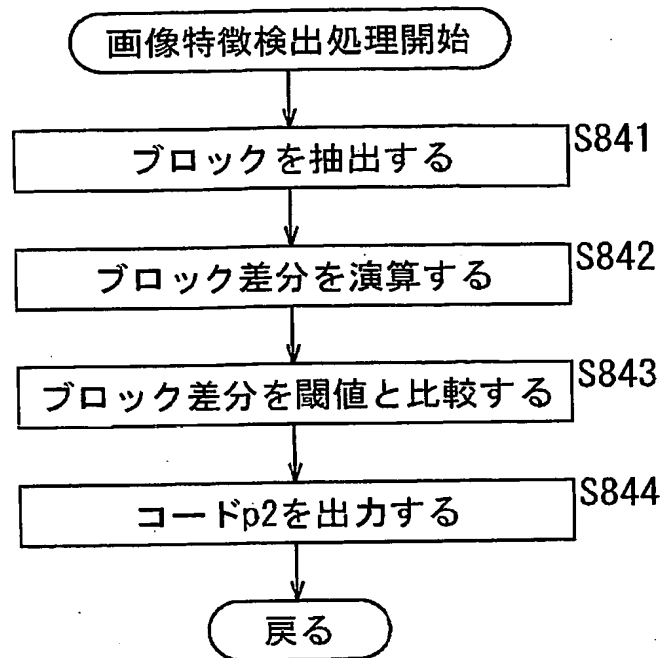 画像特徴検出処理開始
ブロックを抽出する S841
ブロック差分を演算する S842
ブロック差分を閾値と比較する S843
コードp2を出力する S844
戻る